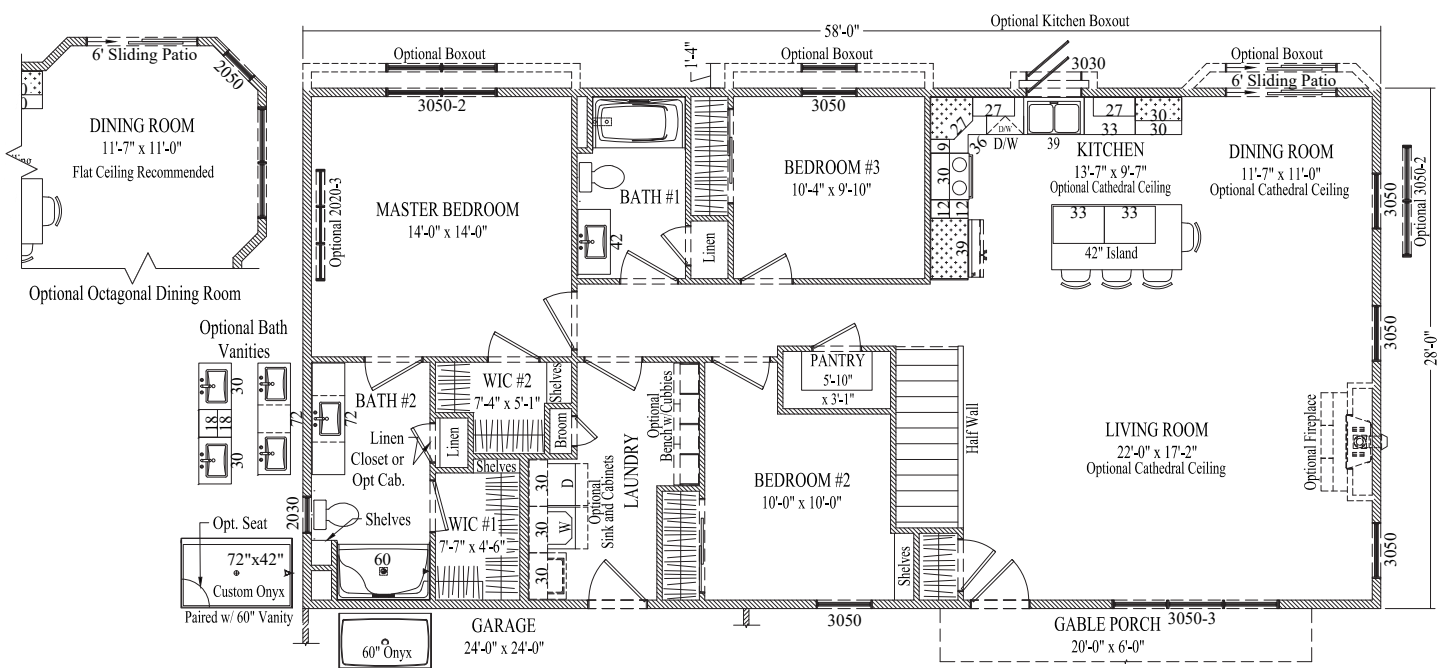 Optional Kitchen Boxout
58'-0"
Optional Boxout
1'-4"
Optional Boxout
3030
Optional Boxout
6' Sliding Patio
6' Sliding Patio
2050
DINING ROOM
11'-7" x 11'-0"
Flat Ceiling Recommended
Optional Octagonal Dining Room
3050-2
3050
MASTER BEDROOM
14'-0" x 14'-0"
Optional 2020-3
BATH #1
42
Linen
BEDROOM #3
10'-4" x 9'-10"
27
27
9
36
30
12
12
39
D/W
D/W
39
27
33
30
30
KITCHEN
13'-7" x 9'-7"
Optional Cathedral Ceiling
DINING ROOM
11'-7" x 11'-0"
Optional Cathedral Ceiling
33
33
42" Island
3050
Optional 3050-2
3050
28'-0"
Optional Bath
Vanities
30
18
18
30
72
BATH #2
72
Linen
Closet or
Opt Cab.
Linen
WIC #2
7'-4" x 5'-1"
Shelves
Broom
Shelves
2030
Shelves
60
WIC #1
7'-7" x 4'-6"
30
D
30
W
30
Optional
Sink and Cabinets
LAUNDRY
Optional
Bench w/Cubbies
PANTRY
5'-10"
x 3'-1"
BEDROOM #2
10'-0" x 10'-0"
Half Wall
Shelves
LIVING ROOM
22'-0" x 17'-2"
Optional Cathedral Ceiling
Optional Fireplace
3050
Opt. Seat
72"x42"
Custom Onyx
Paired w/ 60" Vanity
60" Onyx
GARAGE
24'-0" x 24'-0"
3050
3050-3
GABLE PORCH
20'-0" x 6'-0"